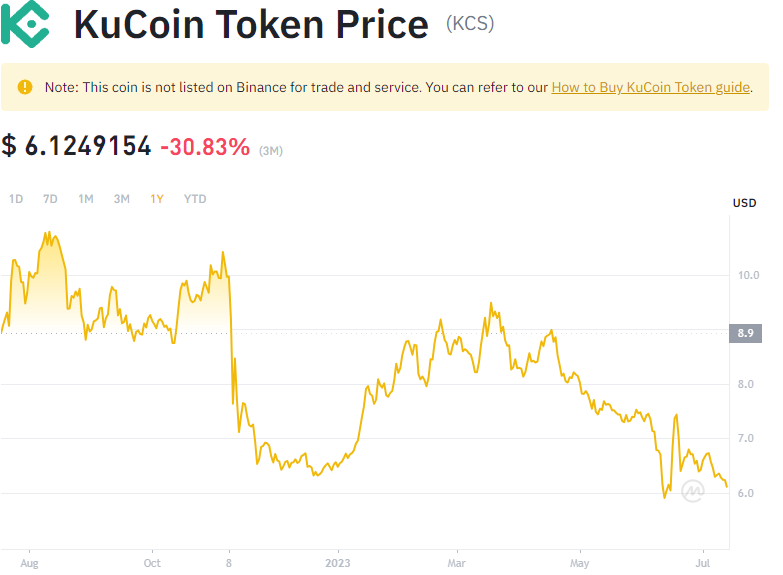 KuCoin Token Price (KCS)
Note: This coin is not listed on Binance for trade and service. You can refer to our How to Buy KuCoin Token guide.
$ 6.1249154 -30.83% (3M)
1D 7D 1M 3M 1Y YTD
USD
10.0
8.9
8.0
7.0
6.0
Aug Oct 8 2023 Mar May Jul